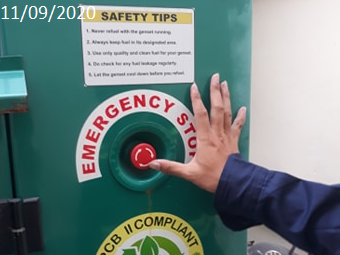 11/09/2020
SAFETY TIPS
1. Never refuel with the genset running.
2. Always keep fuel in its designated area.
3. Use only quality and clean fuel for your genset.
4. Do check for any fuel leakage regularly.
5. Let the genset cool down before you refuel.
EMERGENCY STO
PCB II COMPLIANT